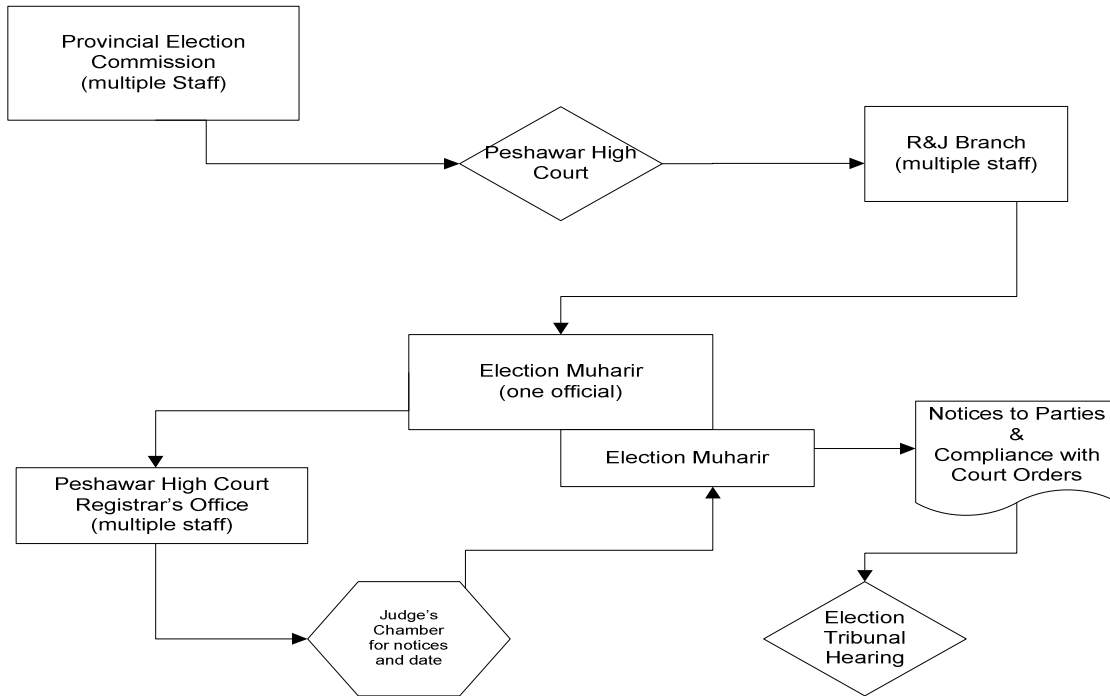 Provincial Election
Commission
(multiple Staff)
Peshawar High
Court
R&J Branch
(multiple staff)
Election Muharir
(one official)
Election Muharir
Notices to Parties
&
Compliance with
Court Orders
Peshawar High Court
Registrar's Office
(multiple staff)
Judge's
Chamber
for notices
and date
Election
Tribunal
Hearing